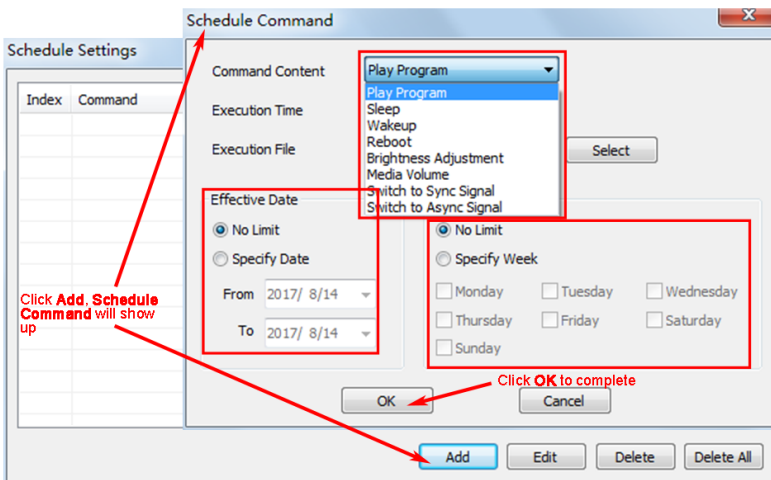 Schedule Command
Schedule Settings
Index Command
Command Content Play Program
Play Program
Sleep
Wakeup
Reboot
Brightness Adjustment
Media Volume
Switch to Sync Signal
Switch to Async Signal
Execution Time
Execution File Select
Effective Date
No Limit
Specify Date
From 2017/ 8/14
To 2017/ 8/14
No Limit
Specify Week
Monday Tuesday Wednesday
Thursday Friday Saturday
Sunday
Click Add, Schedule
Command will show
up
Click OK to complete
OK Cancel
Add Edit Delete Delete All